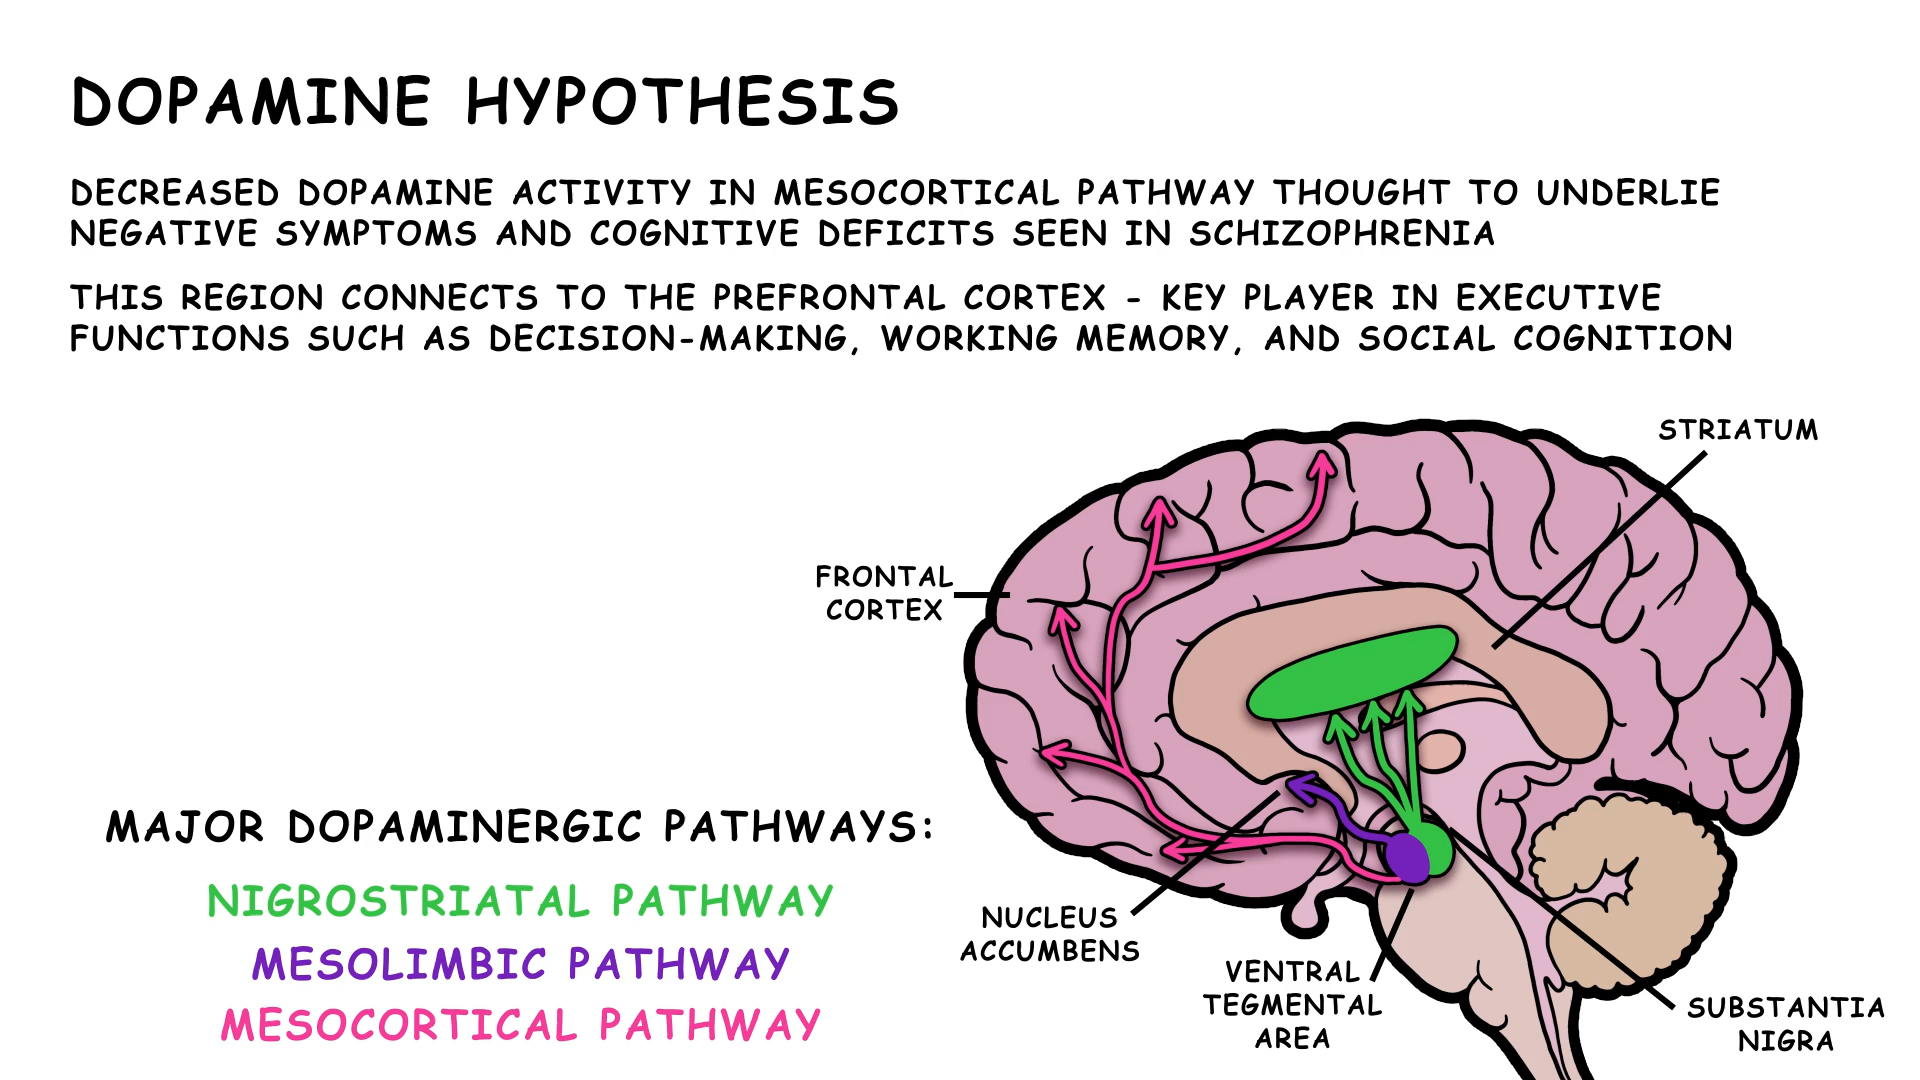 DOPAMINE HYPOTHESIS
DECREASED DOPAMINE ACTIVITY IN MESOCORTICAL PATHWAY THOUGHT TO UNDERLIE
NEGATIVE SYMPTOMS AND COGNITIVE DEFICITS SEEN IN SCHIZOPHRENIA
THIS REGION CONNECTS TO THE PREFRONTAL CORTEX - KEY PLAYER IN EXECUTIVE
FUNCTIONS SUCH AS DECISION-MAKING, WORKING MEMORY, AND SOCIAL COGNITION
STRIATUM
FRONTAL
CORTEX
MAJOR DOPAMINERGIC PATHWAYS:
NIGROSTRIATAL PATHWAY
MESOLIMBIC PATHWAY
MESOCORTICAL PATHWAY
NUCLEUS
ACCUMBENS
VENTRAL
TEGMENTAL
AREA
SUBSTANTIA
NIGRA